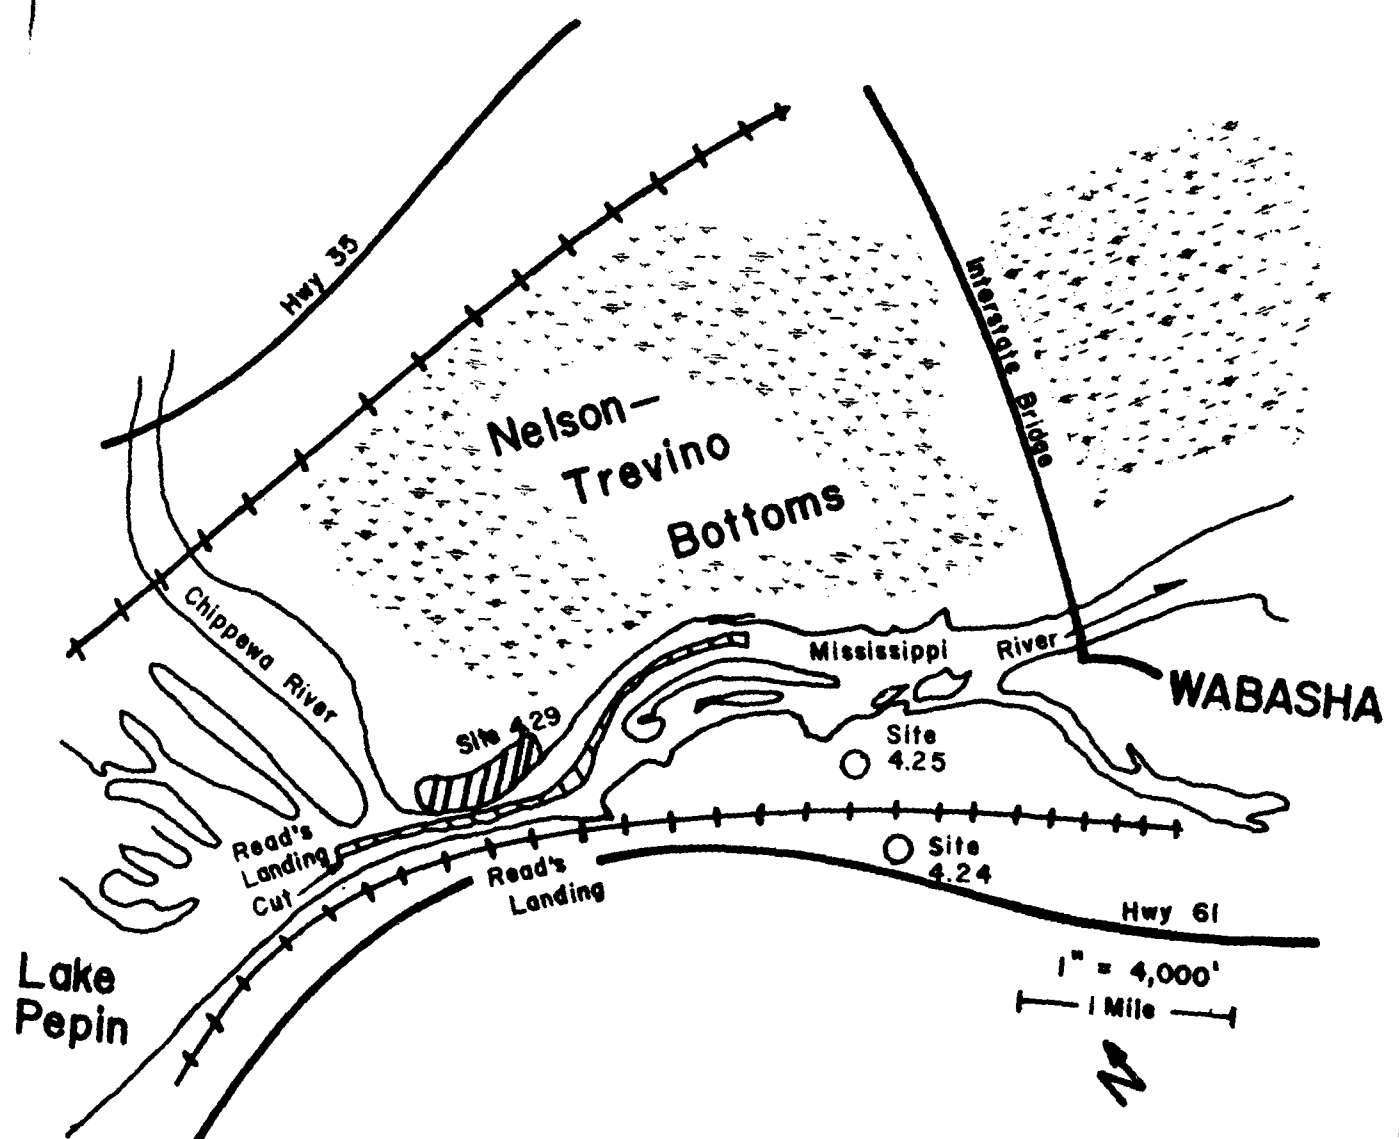 Hwy 35
Interstate Bridge
Nelson–
Trevino
Bottoms
Chippewa River
Mississippi River
WABASHA
Site 4.29
Site
4.25
Read's
Landing
Cut
Read's
Landing
Site
4.24
Hwy 61
Lake
Pepin
1" = 4,000'
1 Mile
N